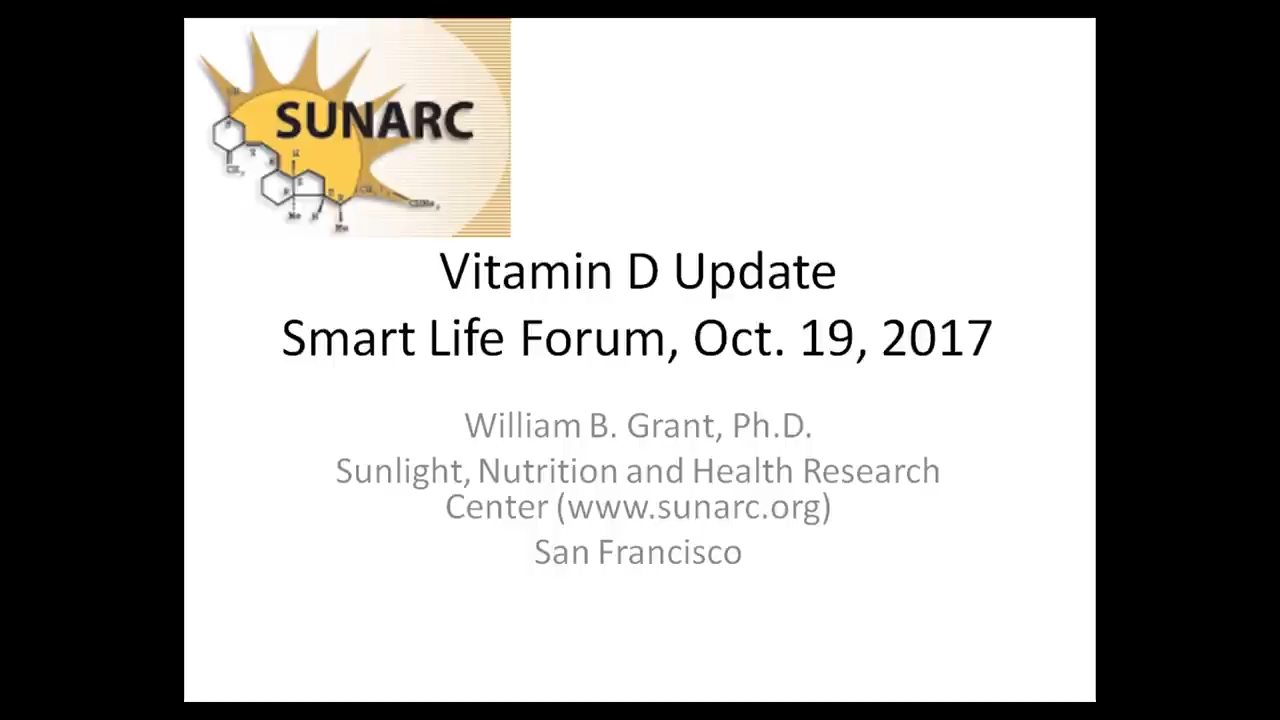 SUNARC
Vitamin D Update
Smart Life Forum, Oct. 19, 2017
William B. Grant, Ph.D.
Sunlight, Nutrition and Health Research
Center (www.sunarc.org)
San Francisco